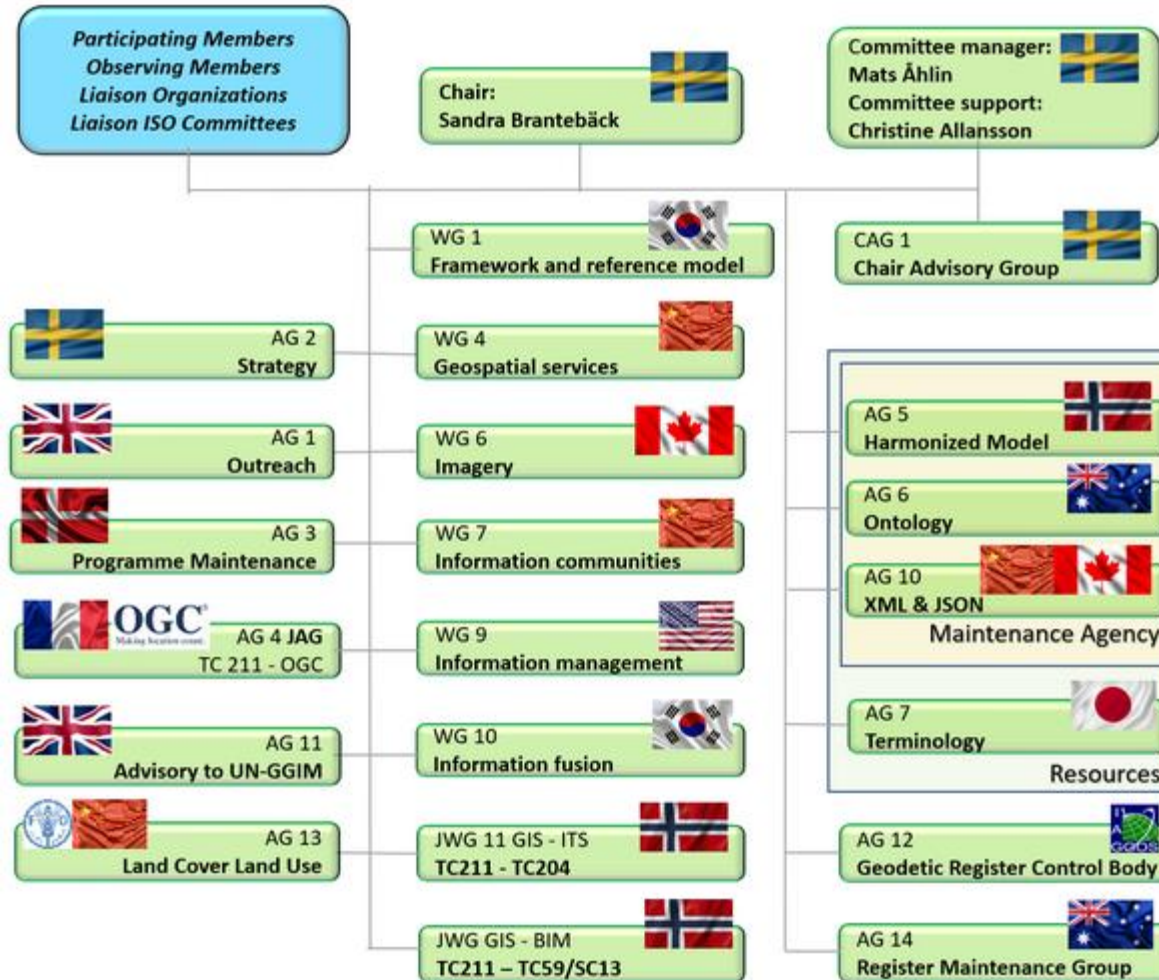 Participating Members
Observing Members
Liaison Organizations
Liaison ISO Committees
Chair:
Sandra Brantebäck
Committee manager:
Mats Åhlin
Committee support:
Christine Allansson
WG 1
Framework and reference model
CAG 1
Chair Advisory Group
AG 2
Strategy
WG 4
Geospatial services
AG 1
Outreach
WG 6
Imagery
AG 5
Harmonized Model
AG 3
Programme Maintenance
WG 7
Information communities
AG 6
Ontology
AG 10
XML & JSON
Maintenance Agency
OGC
Making location count.
AG 4 JAG
TC 211 - OGC
WG 9
Information management
AG 7
Terminology
Resources
AG 11
Advisory to UN-GGIM
WG 10
Information fusion
AG 13
Land Cover Land Use
JWG 11 GIS - ITS
TC211 - TC204
AG 12
Geodetic Register Control Body
JWG GIS - BIM
TC211 – TC59/SC13
AG 14
Register Maintenance Group